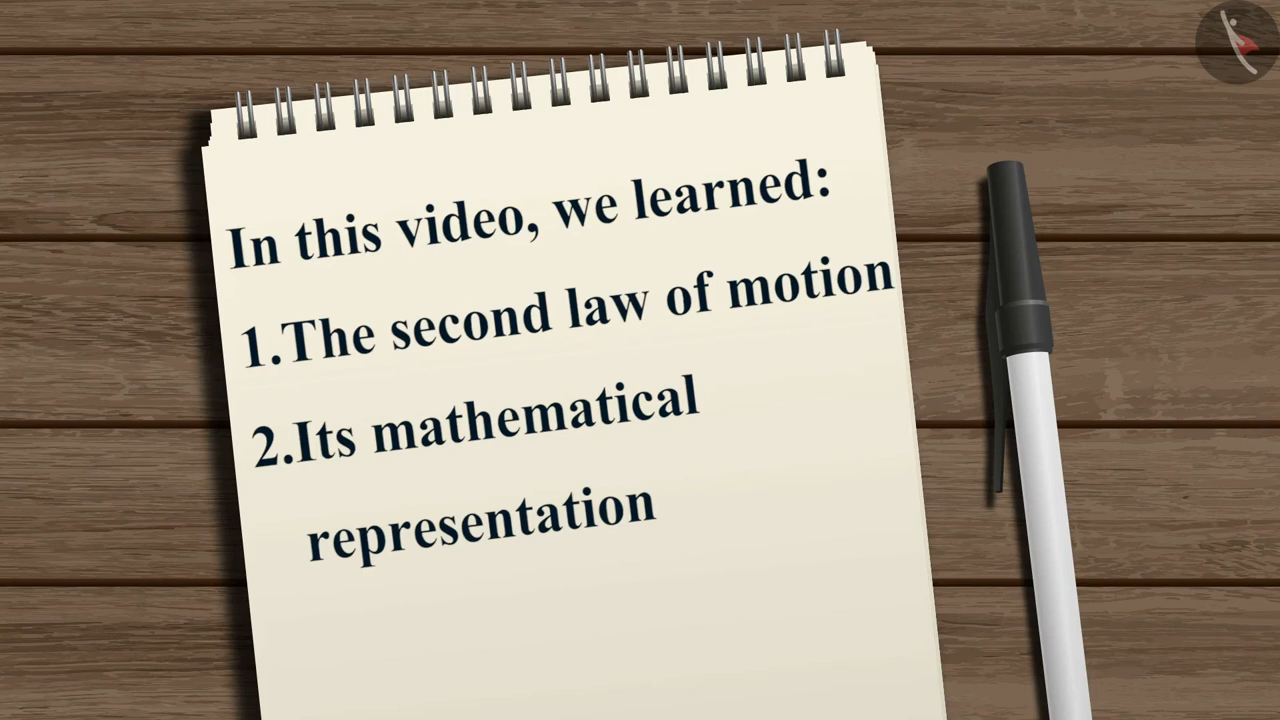 In this video, we learned:
1.The second law of motion
2.Its mathematical
representation